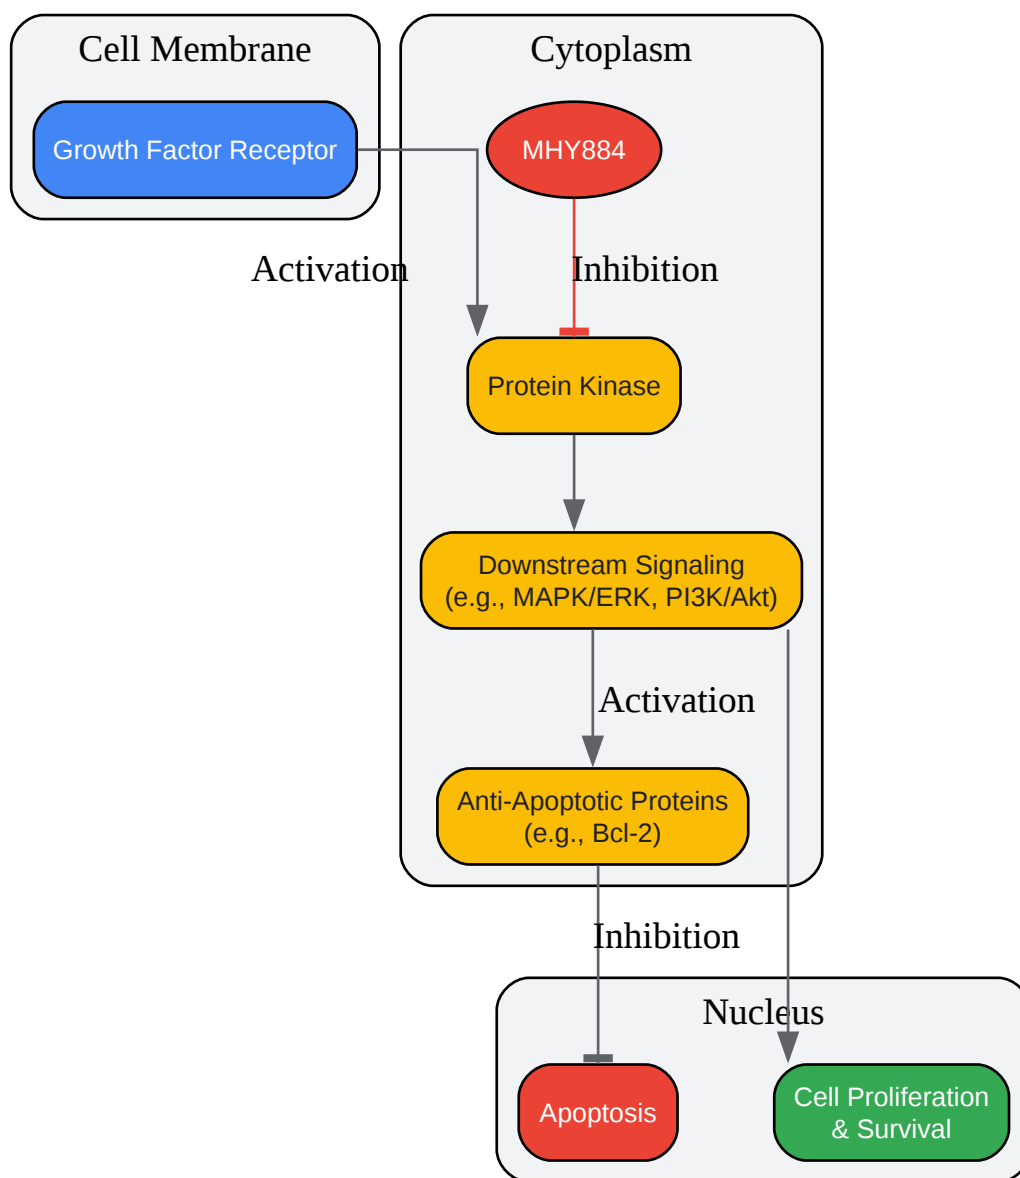 Cell Membrane
Cytoplasm
Growth Factor Receptor
MHY884
Activation
Inhibition
Protein Kinase
Downstream Signaling
(e.g., MAPK/ERK, PI3K/Akt)
Activation
Anti-Apoptotic Proteins
(e.g., Bcl-2)
Inhibition
Nucleus
Apoptosis
Cell Proliferation
& Survival